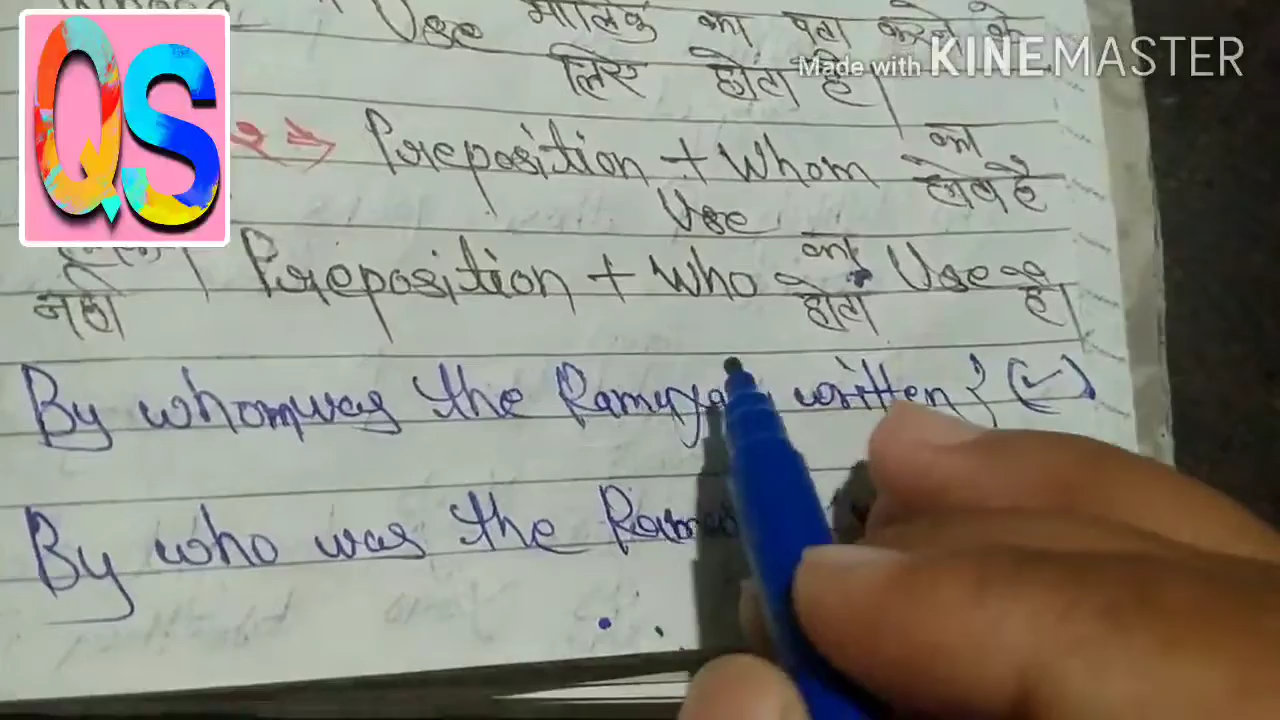 Use मालिक का पता करने के
लिए होता है।
Made with KINEMASTER
QS
२ ⇒ Preposition + Whom का
Use होता है
नही Preposition + Who का Use
होता है।
By whom was the Ramayan written? (✓)
By who was the